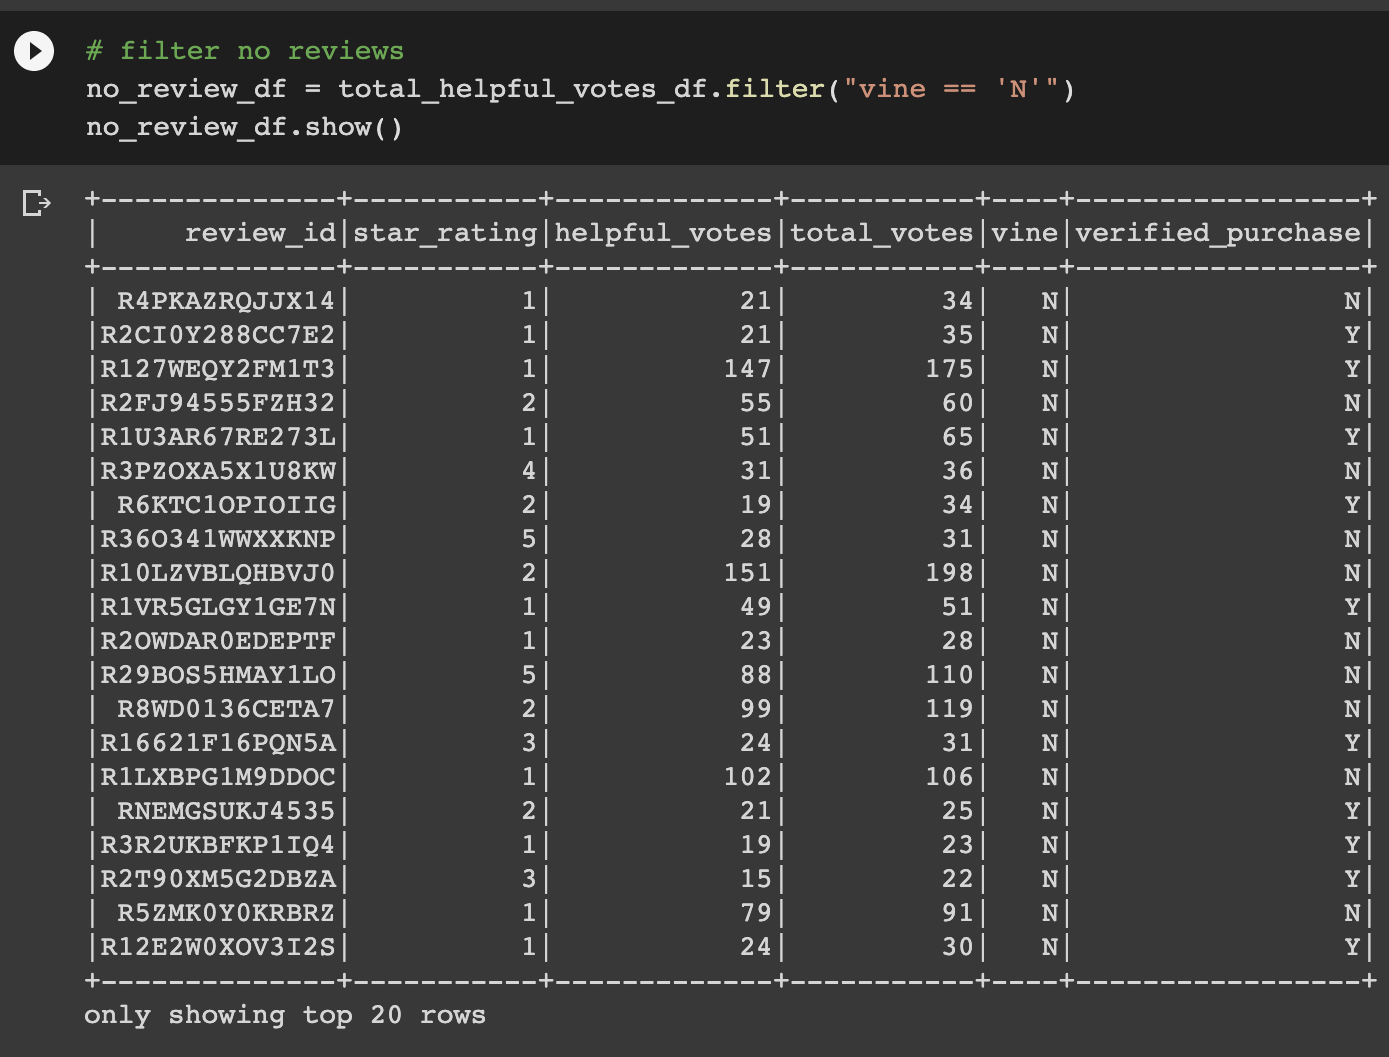 # filter no reviews
no_review_df = total_helpful_votes_df.filter("vine == 'N'")
no_review_df.show()
+--------------+-----------+-------------+-----------+----+-----------------+
|     review_id|star_rating|helpful_votes|total_votes|vine|verified_purchase|
+--------------+-----------+-------------+-----------+----+-----------------+
| R4PKAZRQJJX14|          1|           21|         34|   N|                N|
|R2CI0Y288CC7E2|          1|           21|         35|   N|                Y|
|R127WEQY2FM1T3|          1|          147|        175|   N|                Y|
|R2FJ94555FZH32|          2|           55|         60|   N|                N|
|R1U3AR67RE273L|          1|           51|         65|   N|                Y|
|R3PZOXA5X1U8KW|          4|           31|         36|   N|                N|
| R6KTC1OPIOIIG|          2|           19|         34|   N|                Y|
|R36O341WWXXKNP|          5|           28|         31|   N|                N|
|R10LZVBLQHBVJ0|          2|          151|        198|   N|                N|
|R1VR5GLGY1GE7N|          1|           49|         51|   N|                Y|
|R2OWDAR0EDEPTF|          1|           23|         28|   N|                N|
|R29BOS5HMAY1LO|          5|           88|        110|   N|                N|
| R8WD0136CETA7|          2|           99|        119|   N|                N|
|R16621F16PQN5A|          3|           24|         31|   N|                Y|
|R1LXBPG1M9DDOC|          1|          102|        106|   N|                N|
| RNEMGSUKJ4535|          2|           21|         25|   N|                Y|
|R3R2UKBFKP1IQ4|          1|           19|         23|   N|                Y|
|R2T90XM5G2DBZA|          3|           15|         22|   N|                Y|
| R5ZMK0Y0KRBRZ|          1|           79|         91|   N|                N|
|R12E2W0XOV3I2S|          1|           24|         30|   N|                Y|
+--------------+-----------+-------------+-----------+----+-----------------+
only showing top 20 rows